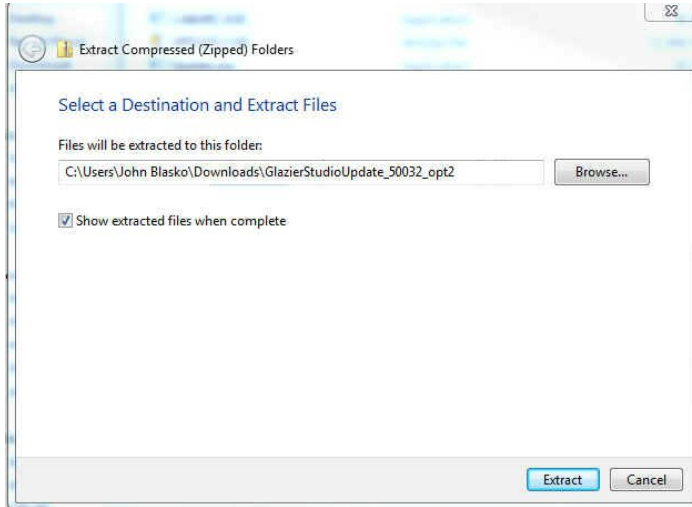 Extract Compressed (Zipped) Folders
Select a Destination and Extract Files
Files will be extracted to this folder:
C:\Users\John Blasko\Downloads\GlazierStudioUpdate_50032_opt2
Browse...
Show extracted files when complete
Extract
Cancel